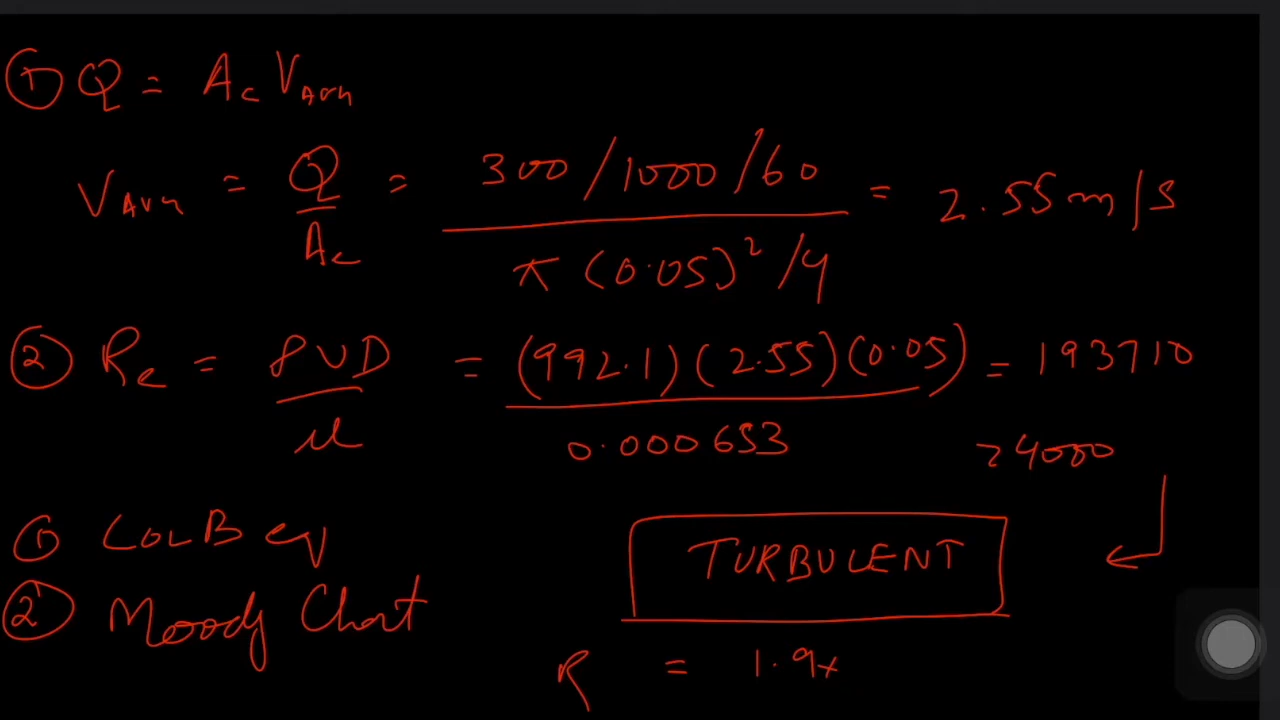 ① Q = Ac VAvg
VAvg = Q/Ac = 300/1000/60 / π(0.05)²/4 = 2.55 m/s
② Re = ρVD/μ = (992.1)(2.55)(0.05) / 0.000653 = 193710
>4000
① COLB eq
② Moody Chart
TURBULENT
R = 1.9x